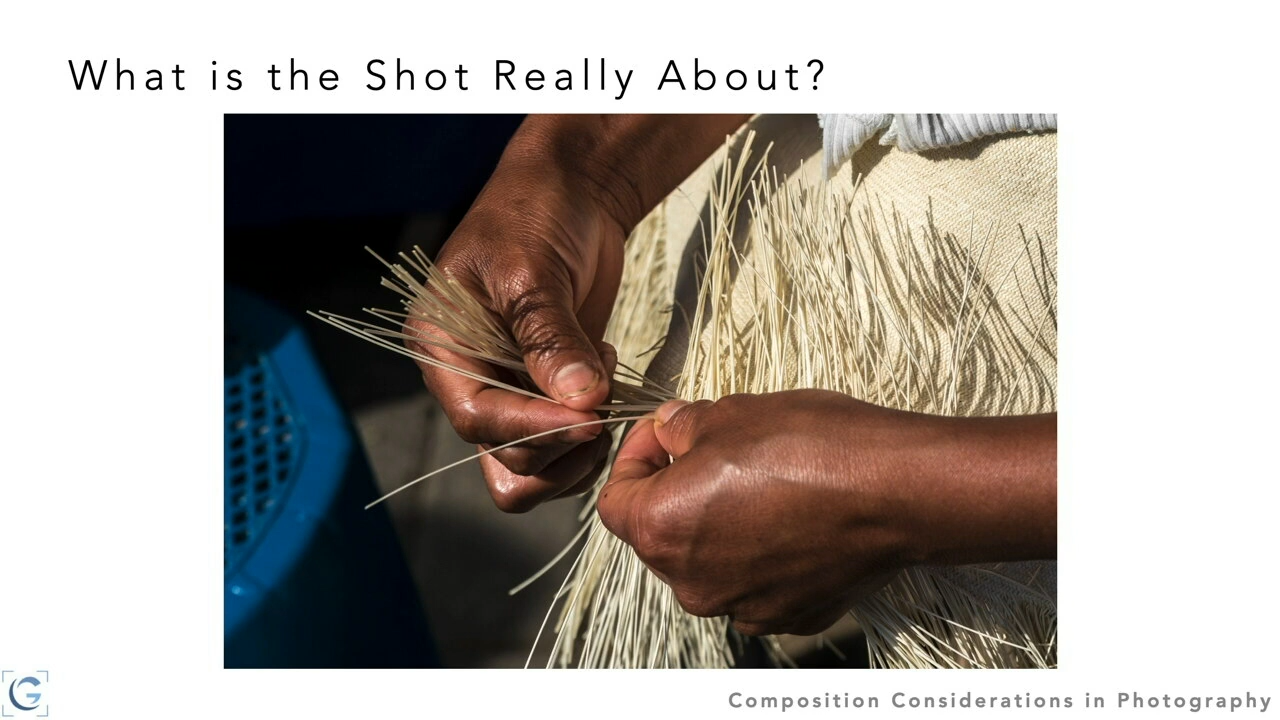 What is the Shot Really About?
G
Composition Considerations in Photography